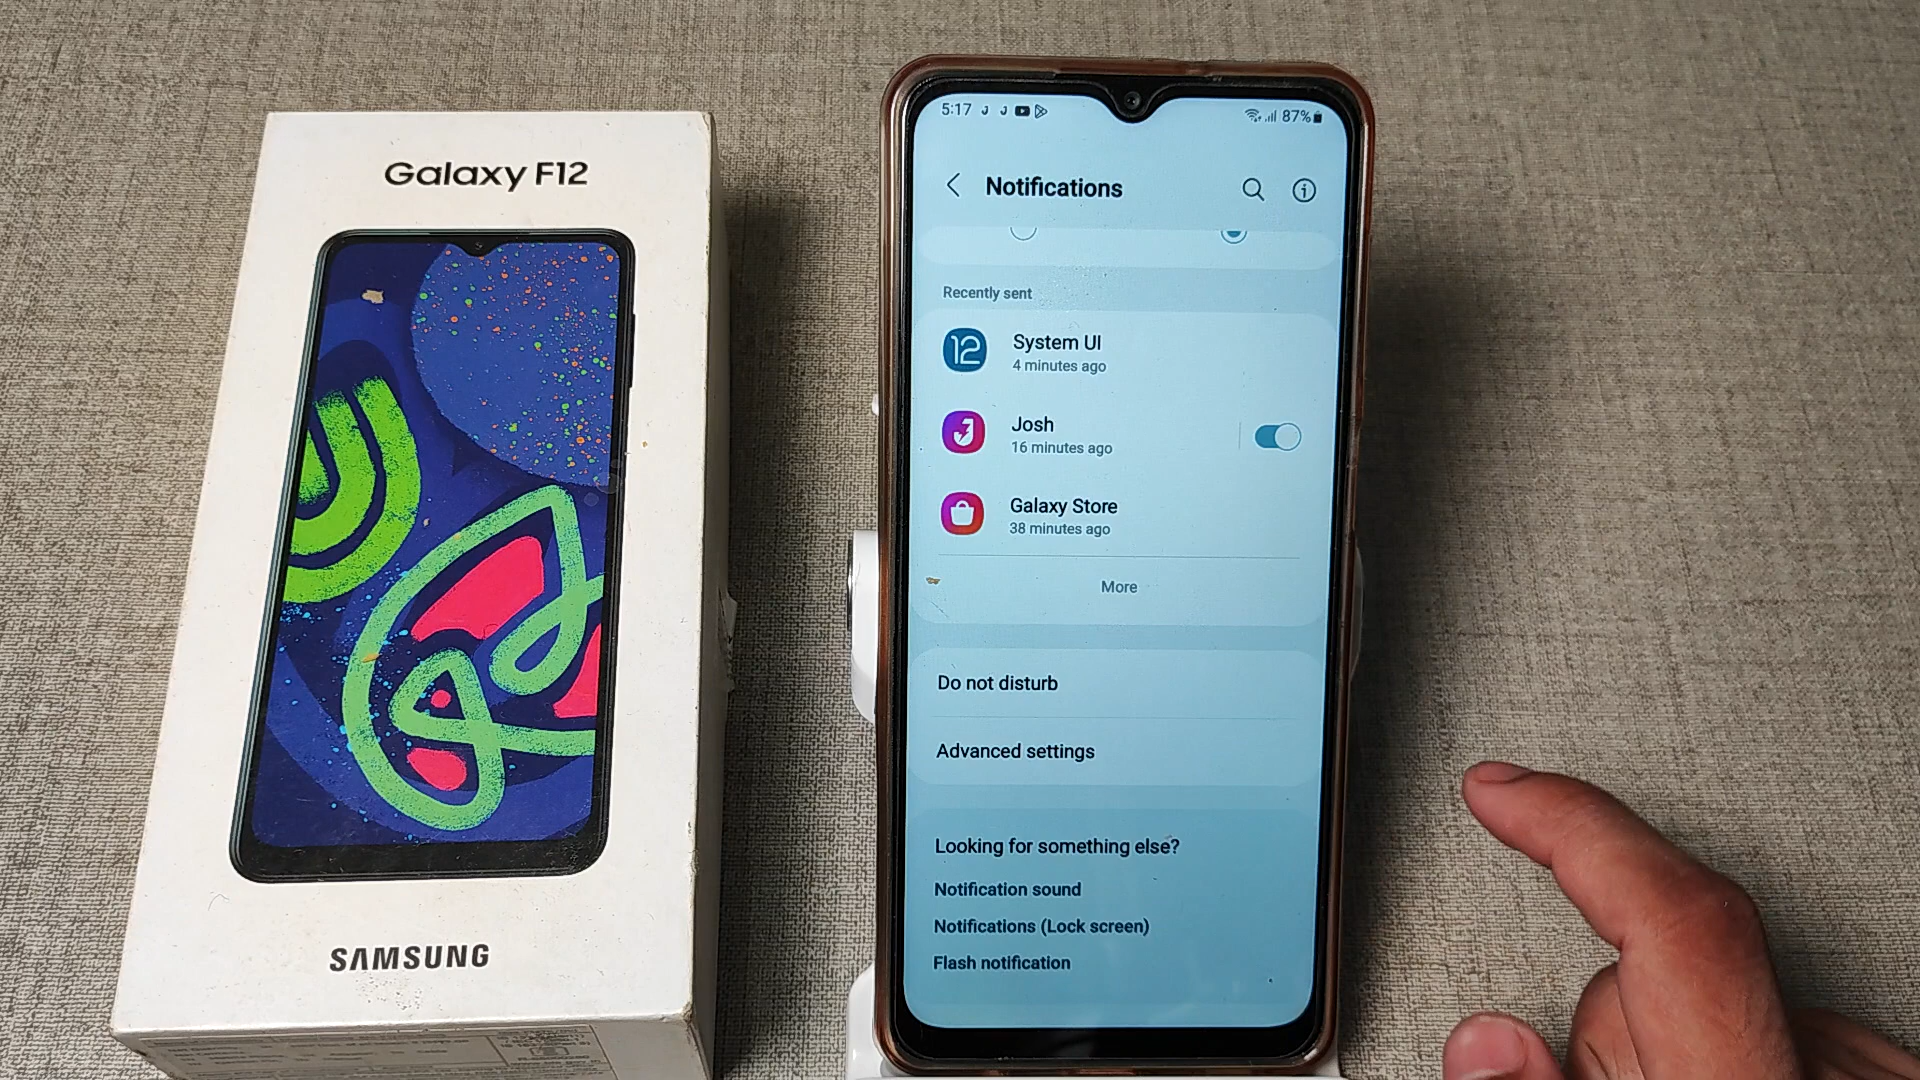 Galaxy F12
SAMSUNG
5:17
87%
Notifications
Recently sent
12
System UI
4 minutes ago
Josh
16 minutes ago
Galaxy Store
38 minutes ago
More
Do not disturb
Advanced settings
Looking for something else?
Notification sound
Notifications (Lock screen)
Flash notification